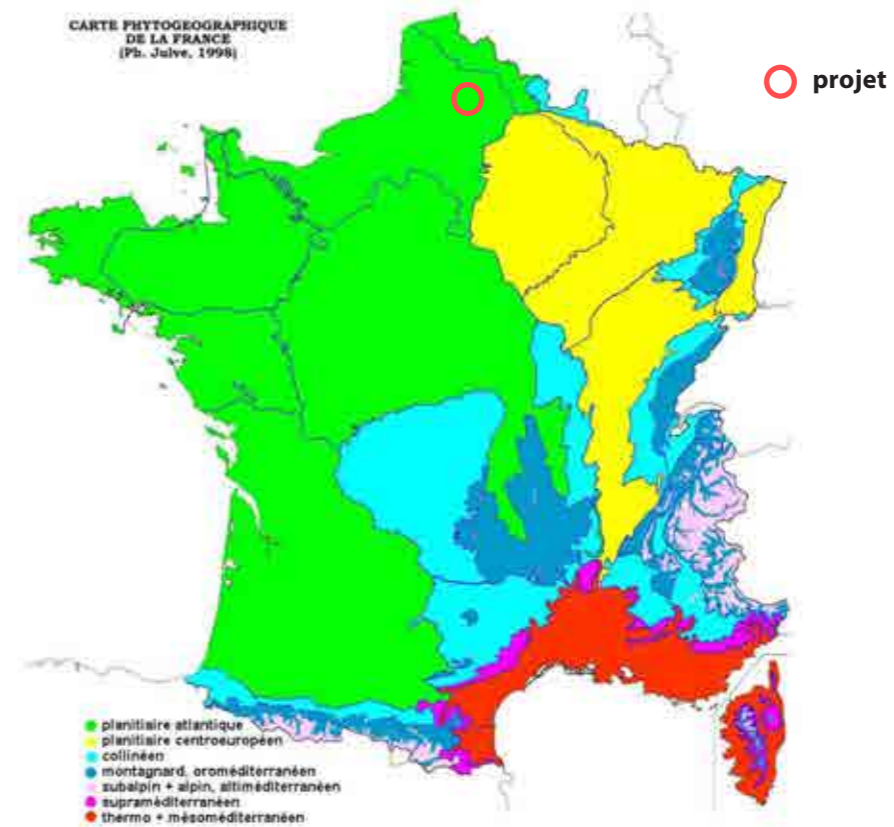 CARTE PHYTOGEOGRAPHIQUE
DE LA FRANCE
(Ph. Julve, 1998)
projet
planitiaire atlantique
planitiaire centroeuropéen
collinéen
montagnard, oroméditerranéen
subalpin + alpin, altiméditerranéen
supraméditerranéen
thermo + mésoméditerranéen